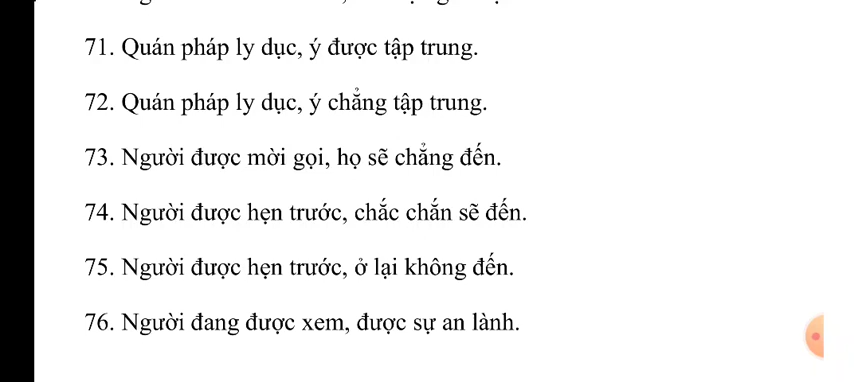 71. Quán pháp ly dục, ý được tập trung.
72. Quán pháp ly dục, ý chẳng tập trung.
73. Người được mời gọi, họ sẽ chẳng đến.
74. Người được hẹn trước, chắc chắn sẽ đến.
75. Người được hẹn trước, ở lại không đến.
76. Người đang được xem, được sự an lành.